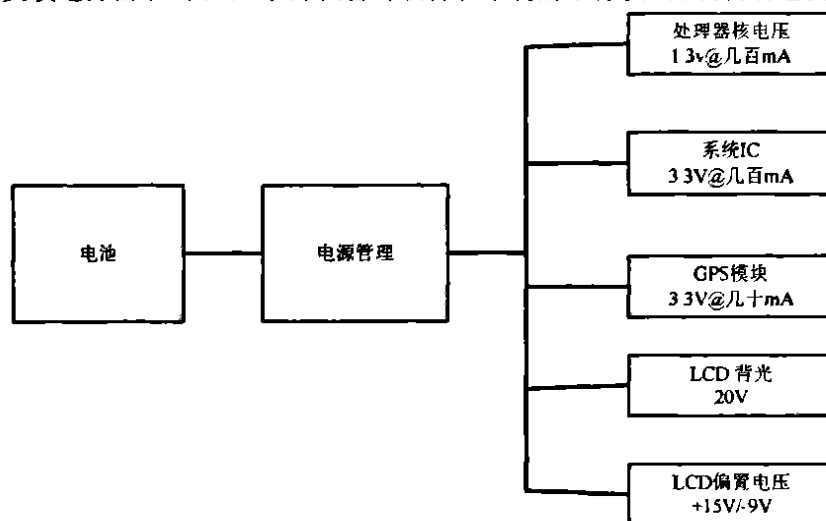 电池
电源管理
处理器核电压
1 3v@几百mA
系统IC
3 3V@几百mA
GPS模块
3 3V@几十mA
LCD 背光
20V
LCD偏置电压
+15V/-9V